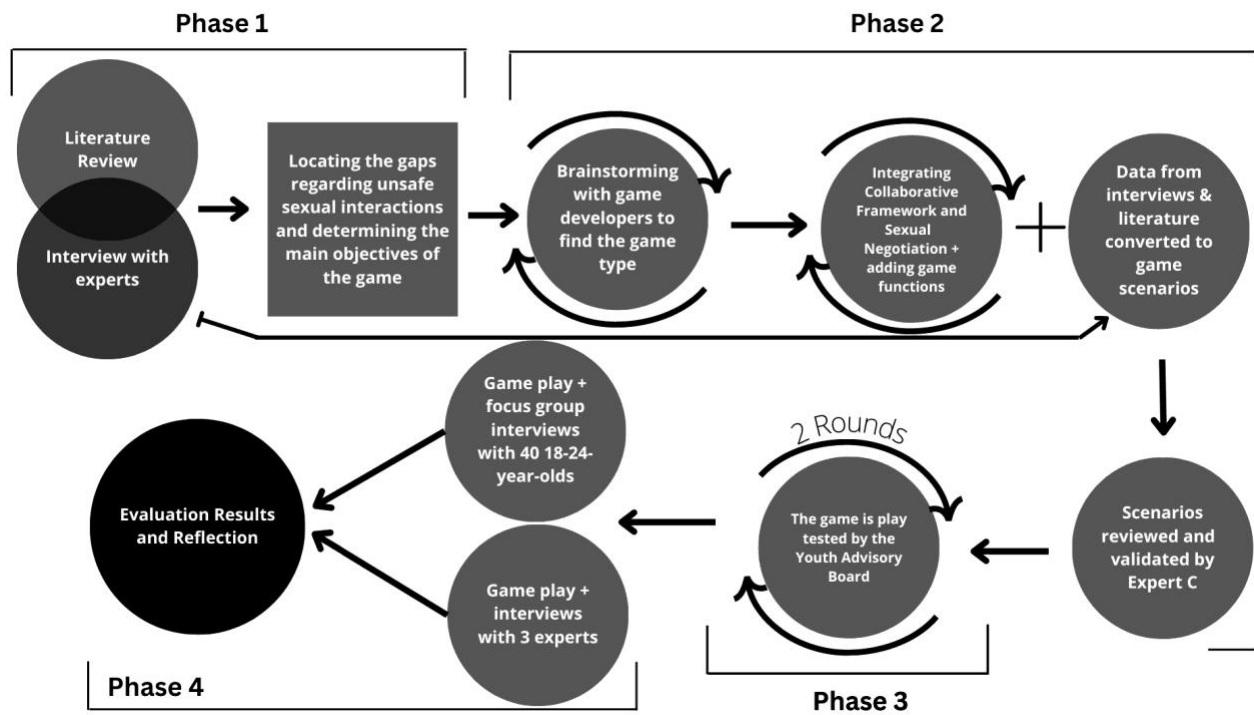 Phase 1
Phase 2
Literature
Review
Interview with
experts
Locating the gaps
regarding unsafe
sexual interactions
and determining the
main objectives of
the game
Brainstorming
with game
developers to
find the game
type
Integrating
Collaborative
Framework and
Sexual
Negotiation +
adding game
functions
Data from
interviews &
literature
converted to
game
scenarios
Scenarios
reviewed and
validated by
Expert C
2 Rounds
The game is play
tested by the
Youth Advisory
Board
Phase 3
Game play +
focus group
interviews
with 40 18-24-
year-olds
Game play +
interviews
with 3 experts
Evaluation Results
and Reflection
Phase 4